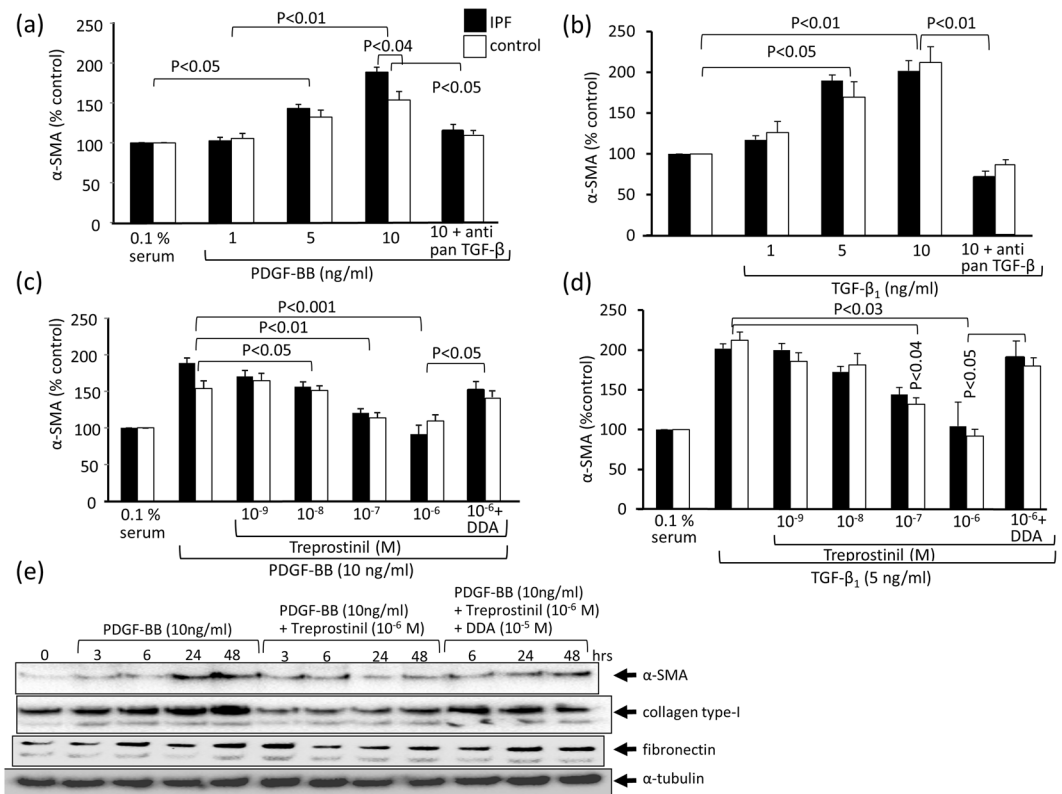 (a)
α-SMA (% control)
250
200
150
100
50
0
P<0.01
P<0.04
P<0.05
P<0.05
IPF
control
0.1 %
serum
1
5
10
10 + anti
pan TGF-β
PDGF-BB (ng/ml)
(b)
α-SMA (% control)
250
200
150
100
50
0
P<0.01
P<0.01
P<0.05
1
5
10
10 + anti
pan TGF-β
TGF-β₁ (ng/ml)
(c)
α-SMA (% control)
250
200
150
100
50
0
P<0.001
P<0.01
P<0.05
P<0.05
0.1 %
serum
10⁻⁹
10⁻⁸
10⁻⁷
10⁻⁶
10⁻⁶+
DDA
Treprostinil (M)
PDGF-BB (10 ng/ml)
(d)
α-SMA (%control)
250
200
150
100
50
0
P<0.03
P<0.04
P<0.05
0.1 %
serum
10⁻⁹
10⁻⁸
10⁻⁷
10⁻⁶
10⁻⁶+
DDA
Treprostinil (M)
TGF-β₁ (5 ng/ml)
(e)
PDGF-BB (10ng/ml)
PDGF-BB (10ng/ml)
+ Treprostinil (10⁻⁶ M)
PDGF-BB (10ng/ml)
+ Treprostinil (10⁻⁶ M)
+ DDA (10⁻⁵ M)
0 3 6 24 48 3 6 24 48 6 24 48 hrs
α-SMA
collagen type-I
fibronectin
α-tubulin